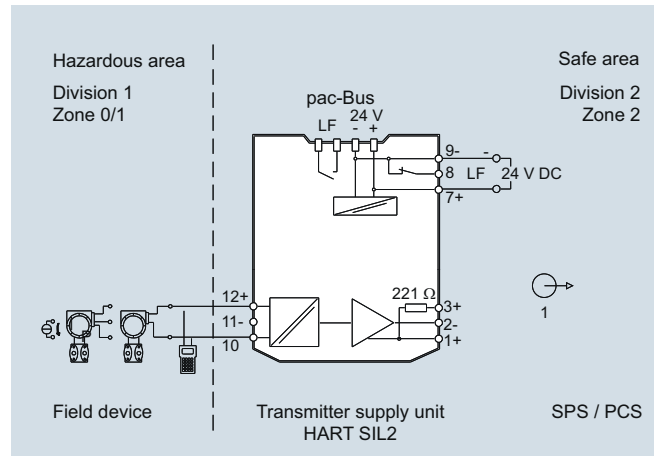 Hazardous area
Safe area
Division 1
Zone 0/1
Division 2
Zone 2
pac-Bus
LF
24 V
- +
9-
-
8
LF
24 V DC
7+
12+
11-
10
221 Ω
3+
2-
1+
1
Field device
Transmitter supply unit
HART SIL2
SPS / PCS